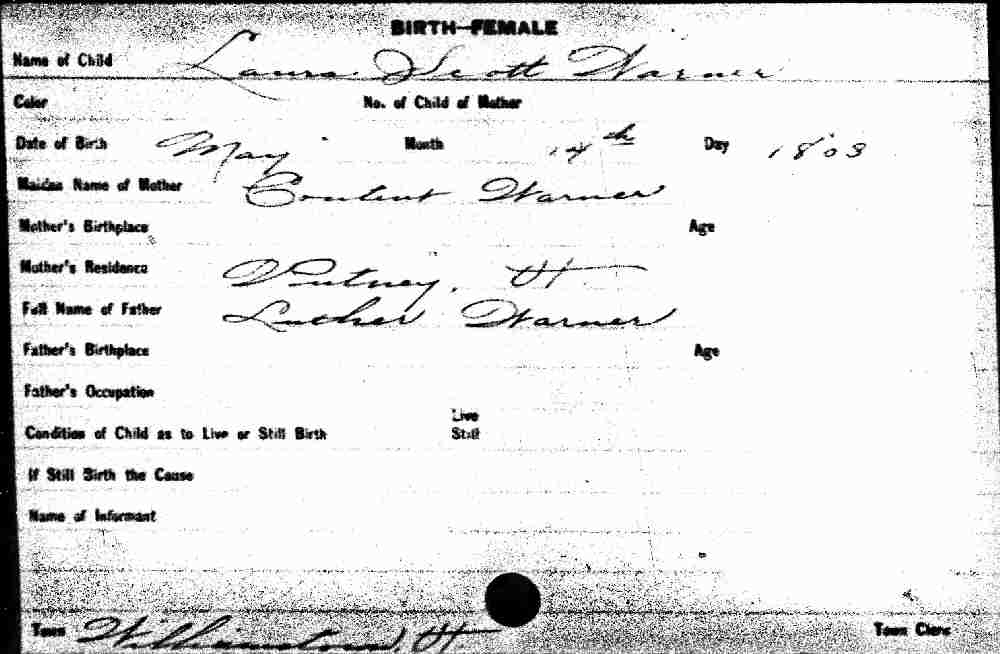 BIRTH—FEMALE
Name of Child Laura Scott Warner
Color No. of Child of Mother
Date of Birth May Month 14th Day 1803
Maiden Name of Mother Content Warner
Mother's Birthplace Age
Mother's Residence Putney, Vt
Full Name of Father Luther Warner
Father's Birthplace Age
Father's Occupation
Live
Condition of Child as to Live or Still Birth Still
If Still Birth the Cause
Name of Informant
Town Williamstown, Vt Town Clerk